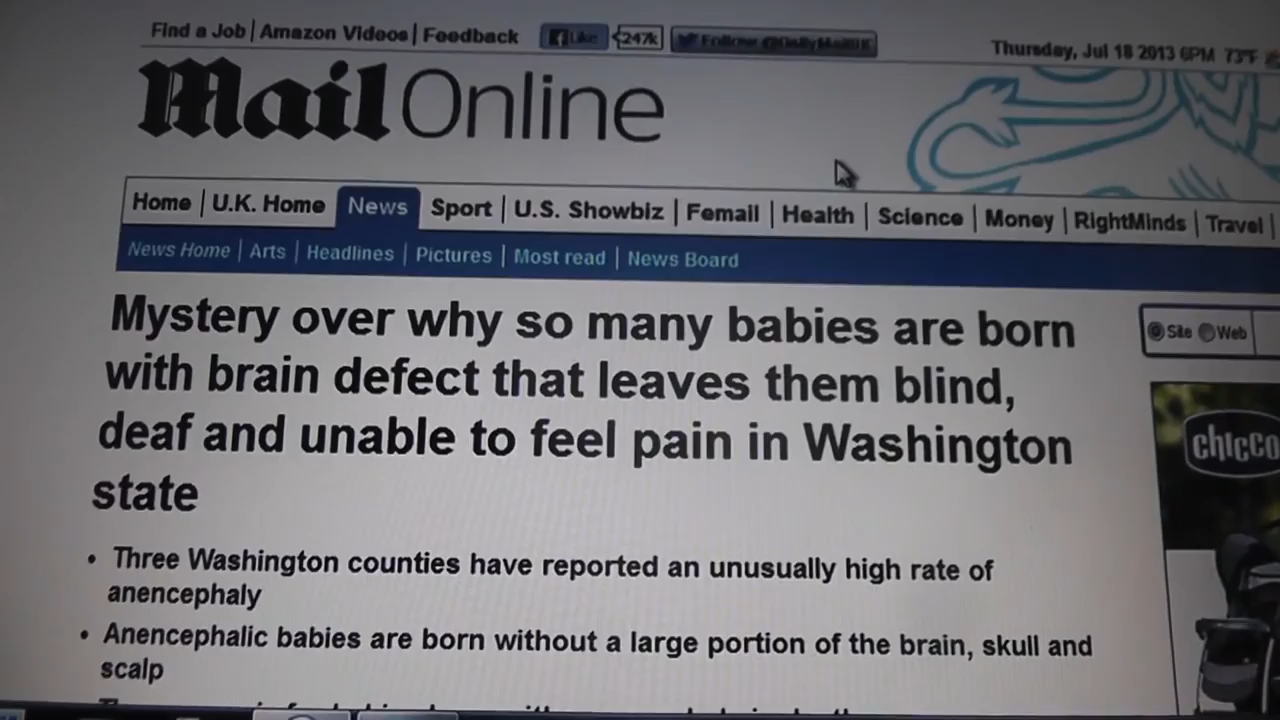 Find a Job | Amazon Videos | Feedback Like 247k Follow @DailyMailUK Thursday, Jul 18 2013 6PM 73°F
Mail Online
Home | U.K. Home News Sport | U.S. Showbiz | Femail | Health | Science | Money | RightMinds | Travel |
News Home | Arts | Headlines | Pictures | Most read | News Board
Mystery over why so many babies are born
with brain defect that leaves them blind,
deaf and unable to feel pain in Washington
state
Site Web
chicco
• Three Washington counties have reported an unusually high rate of
anencephaly
• Anencephalic babies are born without a large portion of the brain, skull and
scalp